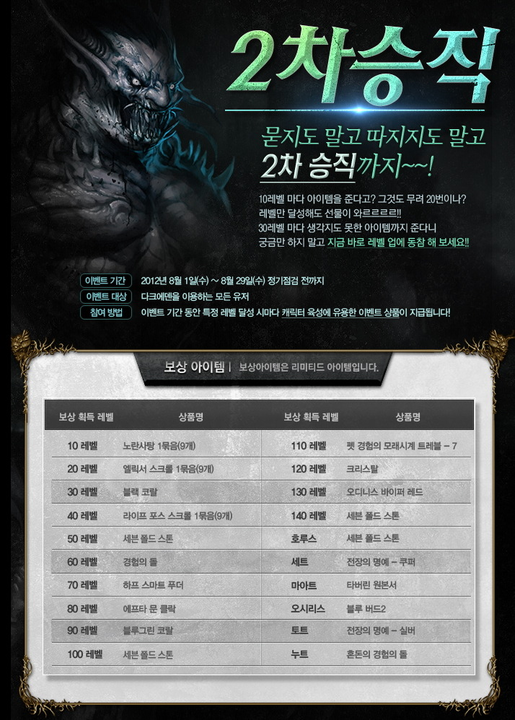 2차승직
묻지도 말고 따지지도 말고
2차 승직까지~~!
10레벨 마다 아이템을 준다고? 그것도 무려 20번이나?
레벨만 달성해도 선물이 와르르르르!!
30레벨 마다 생각지도 못한 아이템까지 준다니
궁금만 하지 말고 지금 바로 레벨 업에 동참 해 보세요!!
이벤트 기간 2012년 8월 1일(수) ~ 8월 29일(수) 정기점검 전까지
이벤트 대상 다크에덴을 이용하는 모든 유저
참여 방법 이벤트 기간 동안 특정 레벨 달성 시마다 캐릭터 육성에 유용한 이벤트 상품이 지급됩니다!
보상 아이템 | 보상아이템은 리미티드 아이템입니다.
보상 획득 레벨 상품명 보상 획득 레벨 상품명
10 레벨 노란사탕 1묶음(9개) 110 레벨 펫 경험의 모래시계 트레블 - 7
20 레벨 엘릭서 스크롤 1묶음(9개) 120 레벨 크리스탈
30 레벨 블랙 코랄 130 레벨 오디너스 바이퍼 레드
40 레벨 라이프 포스 스크롤 1묶음(9개) 140 레벨 세븐 폴드 스톤
50 레벨 세븐 폴드 스톤 호루스 세븐 폴드 스톤
60 레벨 경험의 돌 세트 전장의 명예 - 쿠퍼
70 레벨 하프 스마트 푸더 마아트 타버린 원본서
80 레벨 에프타 문 클락 오시리스 블루 버드2
90 레벨 블루그린 코랄 토트 전장의 명예 - 실버
100 레벨 세븐 폴드 스톤 누트 혼돈의 경험의 돌